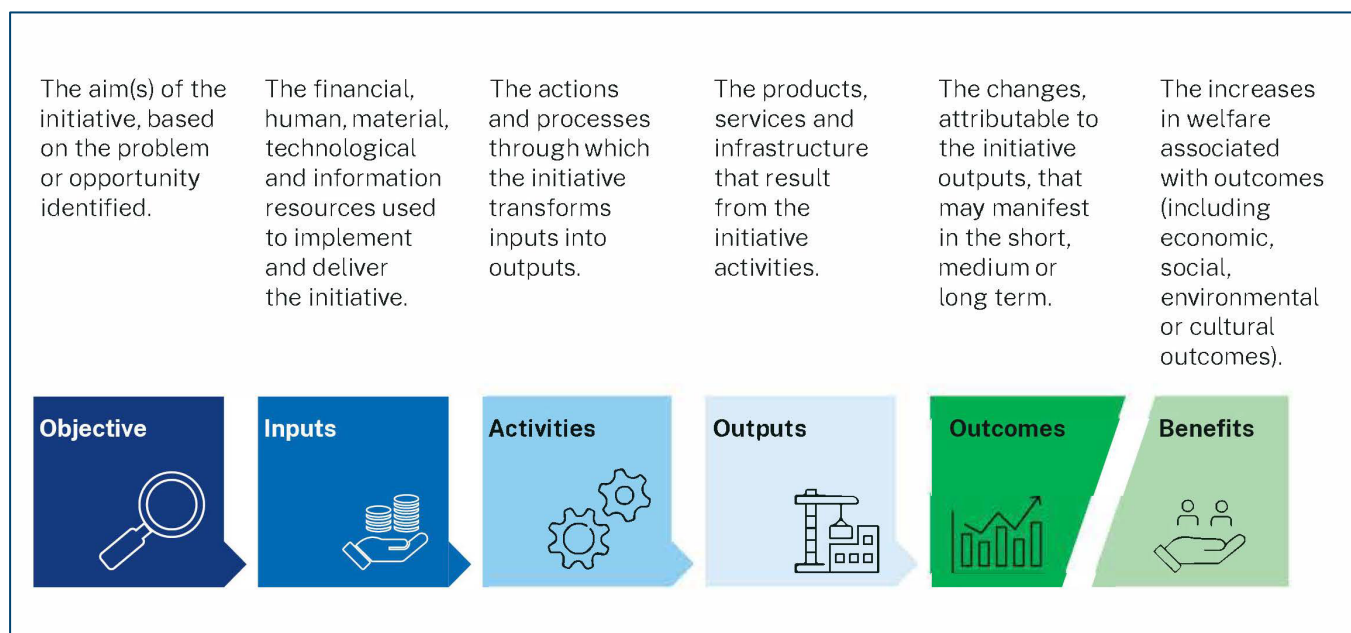 The aim(s) of the
initiative, based
on the problem
or opportunity
identified.
The financial,
human, material,
technological
and information
resources used
to implement
and deliver
the initiative.
The actions
and processes
through which
the initiative
transforms
inputs into
outputs.
The products,
services and
infrastructure
that result
from the
initiative
activities.
The changes,
attributable to
the initiative
outputs, that
may manifest
in the short,
medium or
long term.
The increases
in welfare
associated
with outcomes
(including
economic,
social,
environmental
or cultural
outcomes).
Objective
Inputs
Activities
Outputs
Outcomes
Benefits